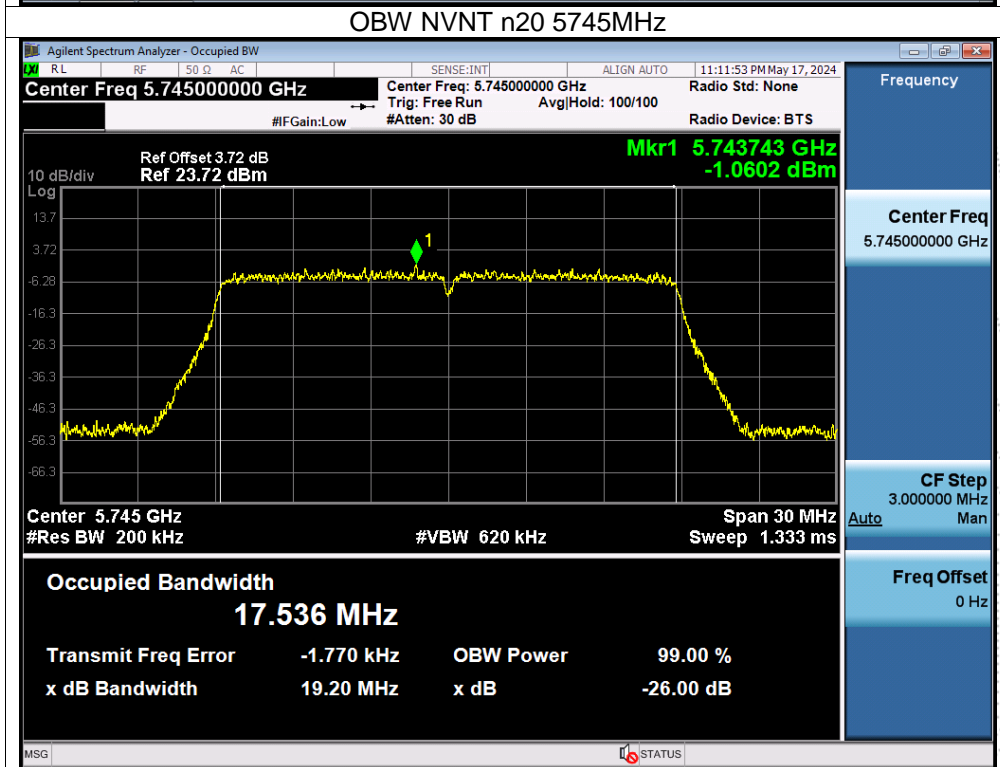 OBW NVNT n20 5745MHz
Agilent Spectrum Analyzer - Occupied BW
LXI RL RF 50 Ω AC SENSE:INT ALIGN AUTO 11:11:53 PM May 17, 2024
Center Freq 5.745000000 GHz
Center Freq: 5.745000000 GHz
Radio Std: None
Trig: Free Run Avg|Hold: 100/100
#IFGain:Low #Atten: 30 dB Radio Device: BTS
Frequency
Mkr1 5.743743 GHz
-1.0602 dBm
Ref Offset 3.72 dB
10 dB/div Ref 23.72 dBm
Log
13.7
3.72
-6.28
-16.3
-26.3
-36.3
-46.3
-56.3
-66.3
1
Center 5.745 GHz Span 30 MHz
#Res BW 200 kHz #VBW 620 kHz Sweep 1.333 ms
Center Freq
5.745000000 GHz
CF Step
3.000000 MHz
Auto Man
Freq Offset
0 Hz
Occupied Bandwidth
17.536 MHz
Transmit Freq Error -1.770 kHz OBW Power 99.00 %
x dB Bandwidth 19.20 MHz x dB -26.00 dB
MSG STATUS